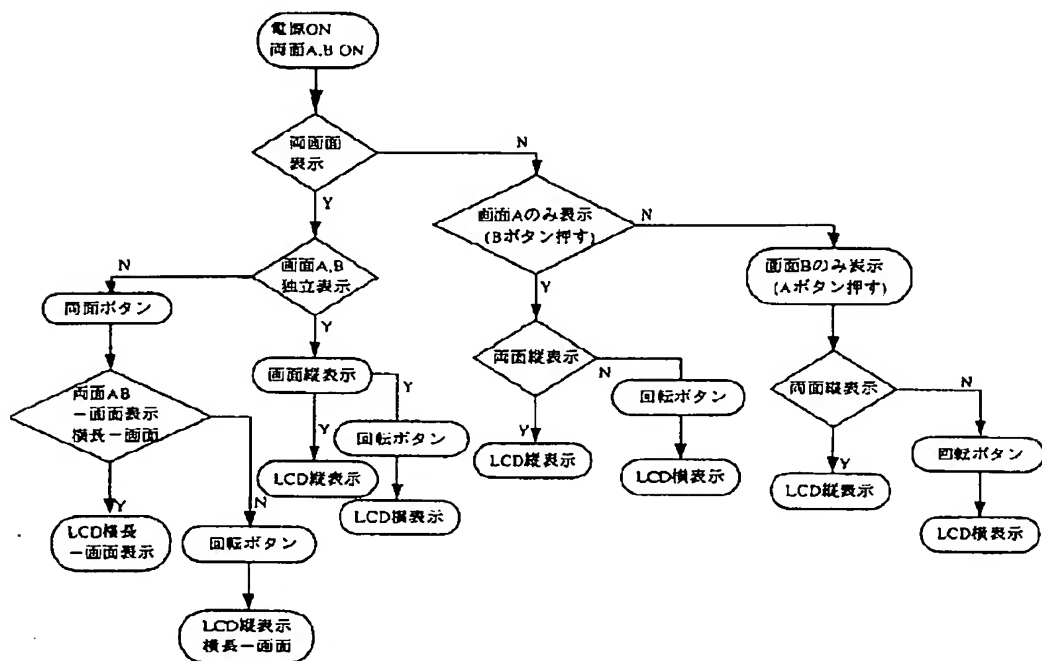 電源ON
両面A,B ON
両画面
表示
N
Y
画面Aのみ表示
(Bボタン押す)
N
画面A,B
独立表示
N
画面Bのみ表示
(Aボタン押す)
両面ボタン
Y
Y
両面縦表示
N
画面縦表示
Y
両面縦表示
N
両面AB
一画面表示
横長一画面
回転ボタン
Y
回転ボタン
Y
LCD縦表示
回転ボタン
LCD縦表示
LCD横表示
Y
LCD縦表示
Y
N
LCD横表示
LCD横長
一画面表示
回転ボタン
LCD横表示
LCD縦表示
横長一画面